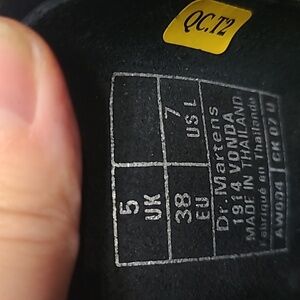 QC.T2
5
UK
7
US L
38
EU
Dr. Martens
1914 VONDA
MADE IN THAILAND
Fabriqué en Thaïlande
AW004
GK 07 U